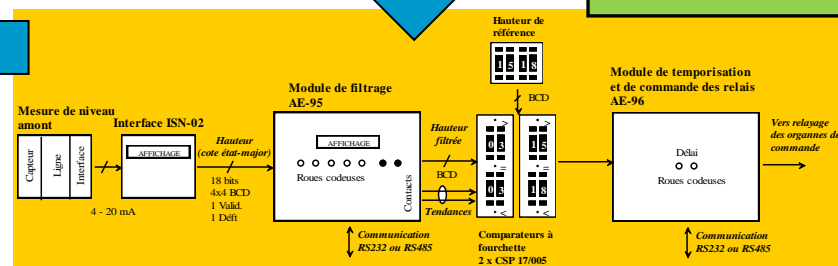 Hauteur de
référence
1 5 1 8
BCD
Mesure de niveau
amont
Capteur
Ligne
Interface
4 - 20 mA
Interface ISN-02
AFFICHAGE
Hauteur
(cote état-major)
18 bits
4x4 BCD
1 Valid.
1 Déft
Module de filtrage
AE-95
AFFICHAGE
Roues codeuses
Contacts
Communication
RS232 ou RS485
Hauteur
filtrée
BCD
Tendances
>
0 3
=
0 3
<
>
1 5
=
1 8
<
Comparateurs à
fourchette
2 x CSP 17/005
Module de temporisation
et de commande des relais
AE-96
Délai
Roues codeuses
Communication
RS232 ou RS485
Vers relayage
des organnes de
commande